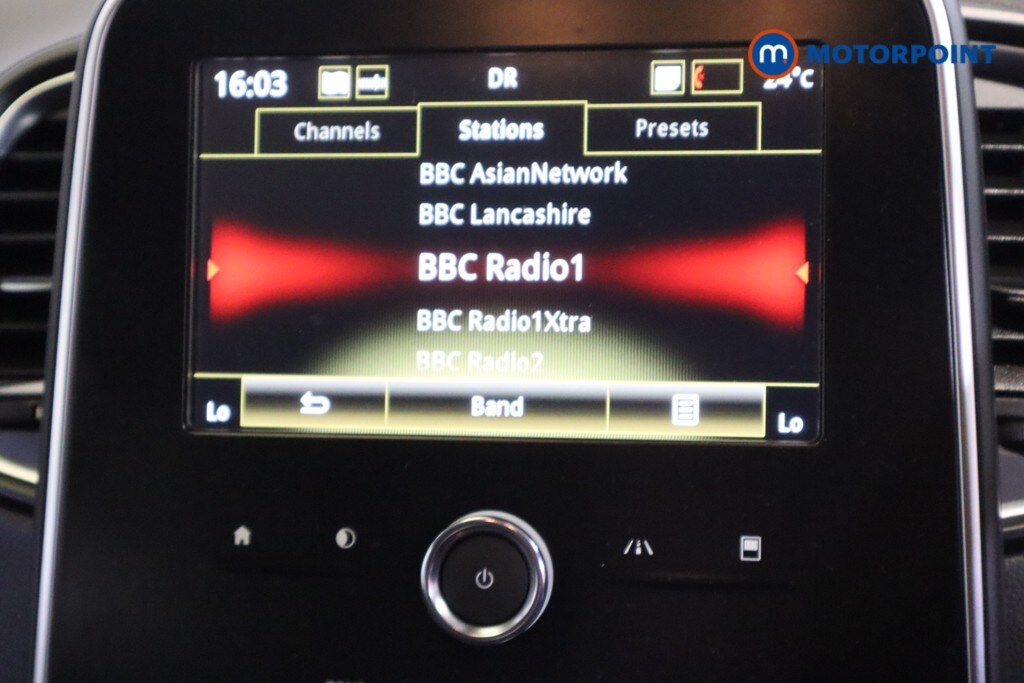 m MOTORPOINT
16:03 DR 24°C
Channels Stations Presets
BBC AsianNetwork
BBC Lancashire
BBC Radio1
BBC Radio1Xtra
BBC Radio2
Lo Band Lo